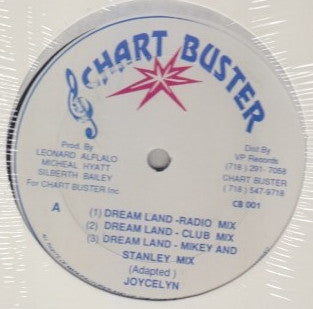 CHART BUSTER
Prod. By
LEONARD ALFLALO
MICHEAL HYATT
SILBERTH BAILEY
For CHART BUSTER Inc
Dist By
VP Records
( 718 ) 291- 7058
CHART BUSTER
( 718 ) 547-9718
CB 001
A
(1) DREAM LAND -RADIO MIX
(2) DREAM LAND - CLUB MIX
(3) DREAM LAND - MIKEY AND
STANLEY MIX
(Adapted )
JOYCELYN